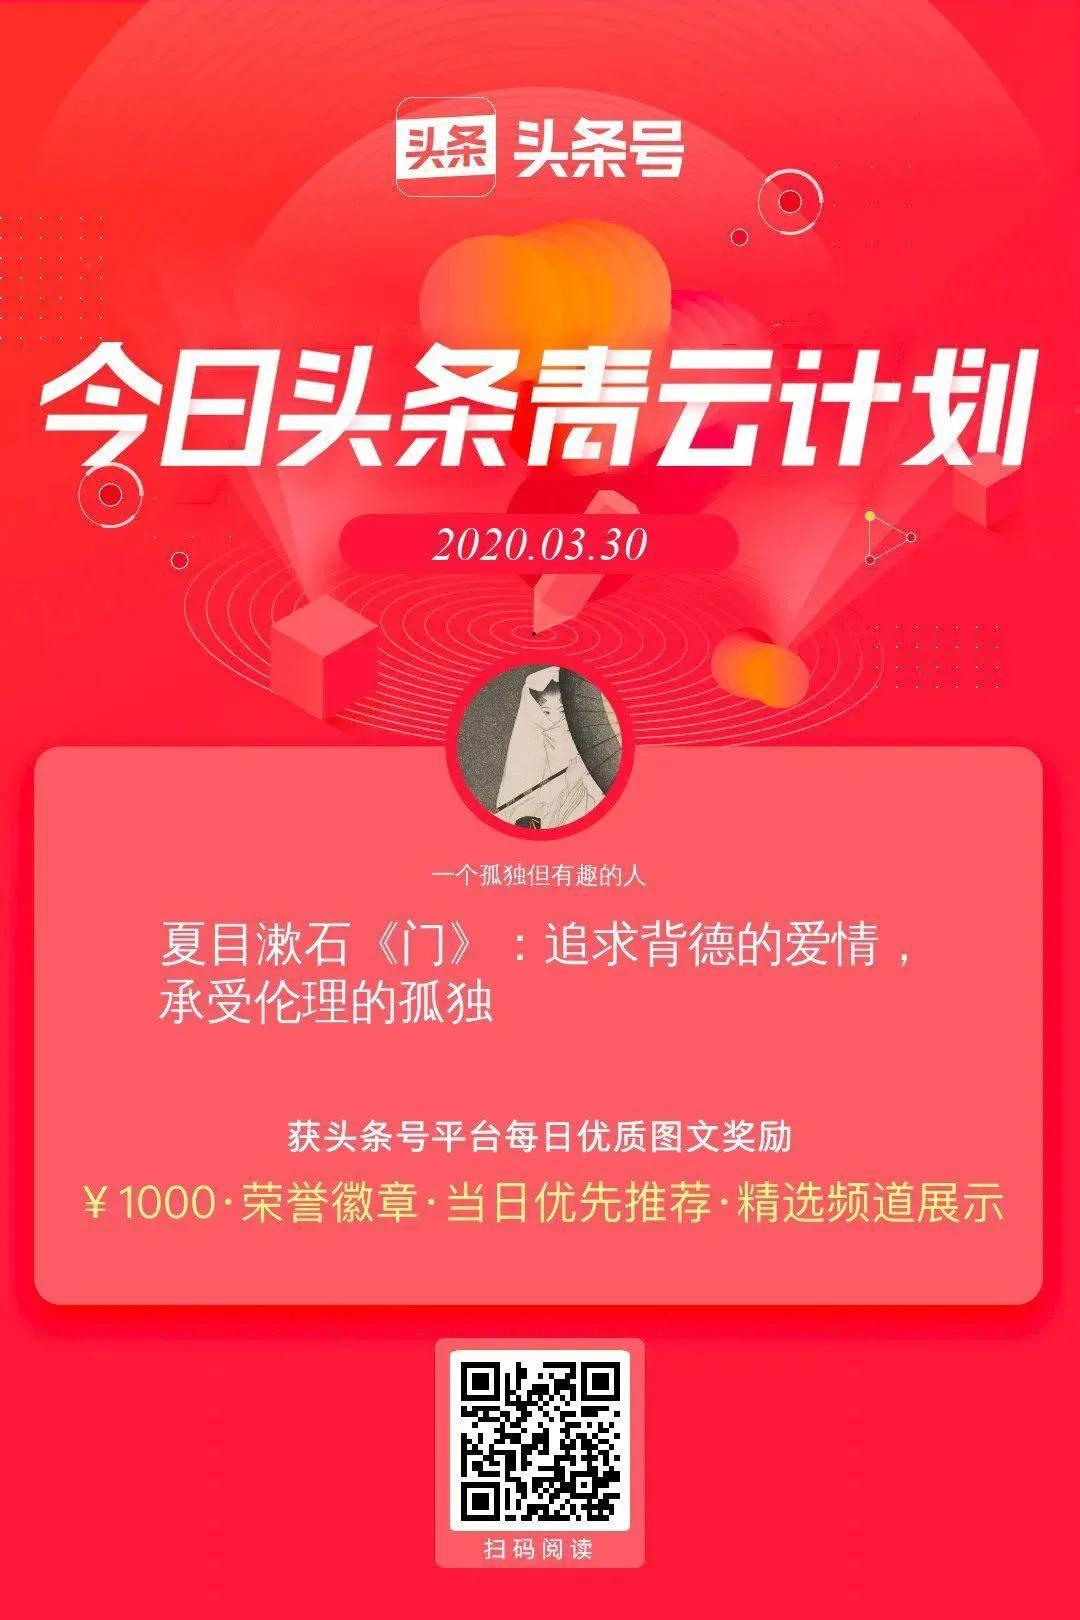 头条 头条号
今日头条青云计划
2020.03.30
一个孤独但有趣的人
夏目漱石《门》：追求背德的爱情，
承受伦理的孤独
获头条号平台每日优质图文奖励
￥1000·荣誉徽章·当日优先推荐·精选频道展示
扫码阅读